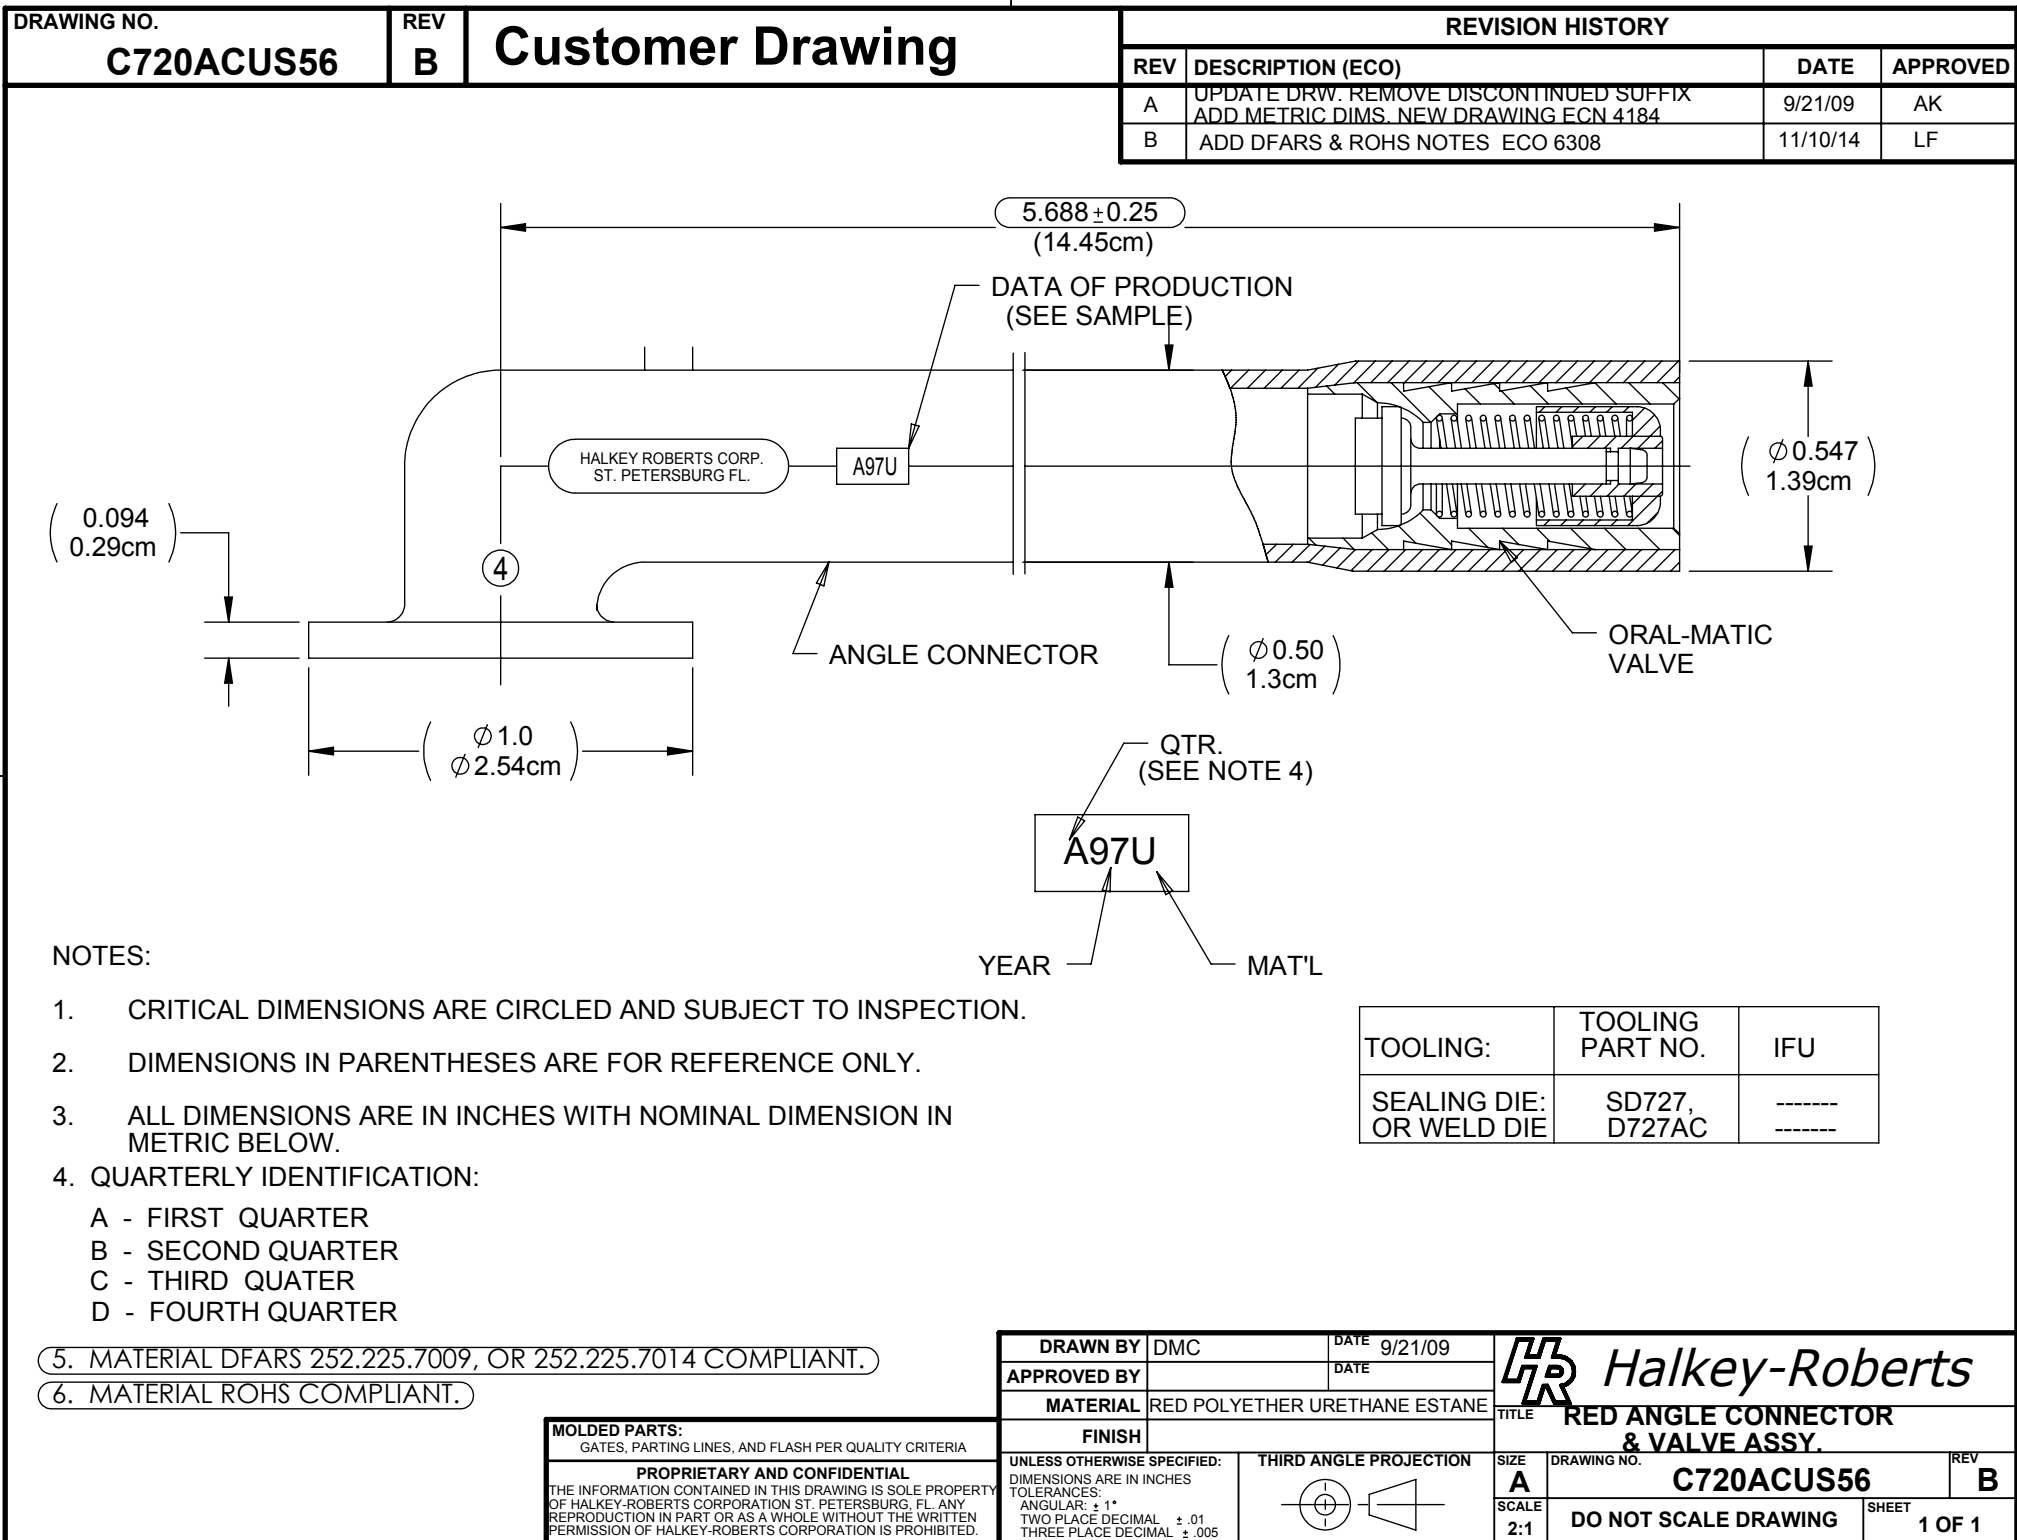 DRAWING NO.
C720ACUS56
REV
B
Customer Drawing
REVISION HISTORY
REV DESCRIPTION (ECO) DATE APPROVED
A UPDATE DRW. REMOVE DISCONTINUED SUFFIX
ADD METRIC DIMS. NEW DRAWING ECN 4184 9/21/09 AK
B ADD DFARS & ROHS NOTES ECO 6308 11/10/14 LF
5.688±0.25
(14.45cm)
DATA OF PRODUCTION
(SEE SAMPLE)
HALKEY ROBERTS CORP.
ST. PETERSBURG FL.
A97U
(⌀0.547
1.39cm)
(0.094
0.29cm)
4
ANGLE CONNECTOR
(⌀0.50
1.3cm)
ORAL-MATIC
VALVE
(⌀1.0
⌀2.54cm)
QTR.
(SEE NOTE 4)
A97U
YEAR
MAT'L
NOTES:
1. CRITICAL DIMENSIONS ARE CIRCLED AND SUBJECT TO INSPECTION.
2. DIMENSIONS IN PARENTHESES ARE FOR REFERENCE ONLY.
3. ALL DIMENSIONS ARE IN INCHES WITH NOMINAL DIMENSION IN
METRIC BELOW.
4. QUARTERLY IDENTIFICATION:
A - FIRST QUARTER
B - SECOND QUARTER
C - THIRD QUATER
D - FOURTH QUARTER
5. MATERIAL DFARS 252.225.7009, OR 252.225.7014 COMPLIANT.
6. MATERIAL ROHS COMPLIANT.
TOOLING: TOOLING
PART NO. IFU
SEALING DIE: SD727, -------
OR WELD DIE D727AC -------
MOLDED PARTS:
GATES, PARTING LINES, AND FLASH PER QUALITY CRITERIA
PROPRIETARY AND CONFIDENTIAL
THE INFORMATION CONTAINED IN THIS DRAWING IS SOLE PROPERTY
OF HALKEY-ROBERTS CORPORATION ST. PETERSBURG, FL. ANY
REPRODUCTION IN PART OR AS A WHOLE WITHOUT THE WRITTEN
PERMISSION OF HALKEY-ROBERTS CORPORATION IS PROHIBITED.
DRAWN BY DMC DATE 9/21/09
APPROVED BY DATE
MATERIAL RED POLYETHER URETHANE ESTANE
FINISH
UNLESS OTHERWISE SPECIFIED:
DIMENSIONS ARE IN INCHES
TOLERANCES:
ANGULAR: ± 1°
TWO PLACE DECIMAL ± .01
THREE PLACE DECIMAL ± .005
THIRD ANGLE PROJECTION
HR Halkey-Roberts
TITLE RED ANGLE CONNECTOR
& VALVE ASSY.
SIZE
A
DRAWING NO.
C720ACUS56
REV
B
SCALE
2:1
DO NOT SCALE DRAWING
SHEET
1 OF 1